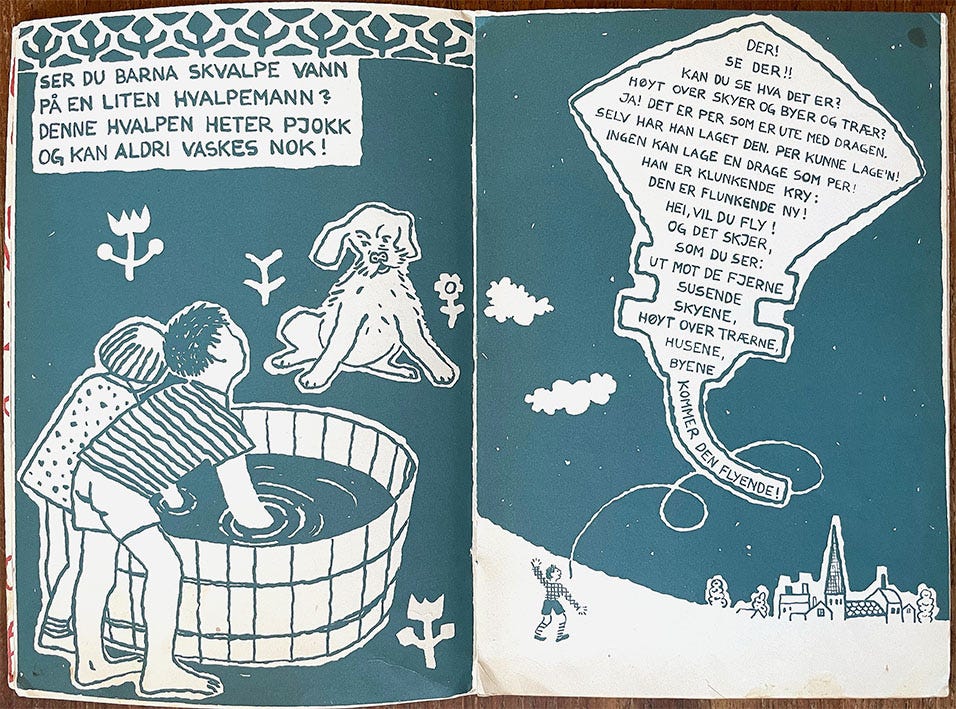 SER DU BARNA SKVALPE VANN
PÅ EN LITEN HVALPEMANN?
DENNE HVALPEN HETER PJOKK
OG KAN ALDRI VASKES NOK!
DER!
SE DER!!
KAN DU SE HVA DET ER?
HØYT OVER SKYER OG BYER OG TRÆR?
JA! DET ER PER SOM ER UTE MED DRAGEN.
SELV HAR HAN LAGET DEN. PER KUNNE LAGE'N!
INGEN KAN LAGE EN DRAGE SOM PER!
HAN ER KLUNKENDE KRY:
DEN ER FLUNKENDE NY!
HEI, VIL DU FLY!
OG DET SKJER,
SOM DU SER:
UT MOT DE FJERNE
SUSENDE
SKYENE,
HØYT OVER TRÆRNE,
HUSENE,
BYENE
KOMMER DEN FLYENDE!